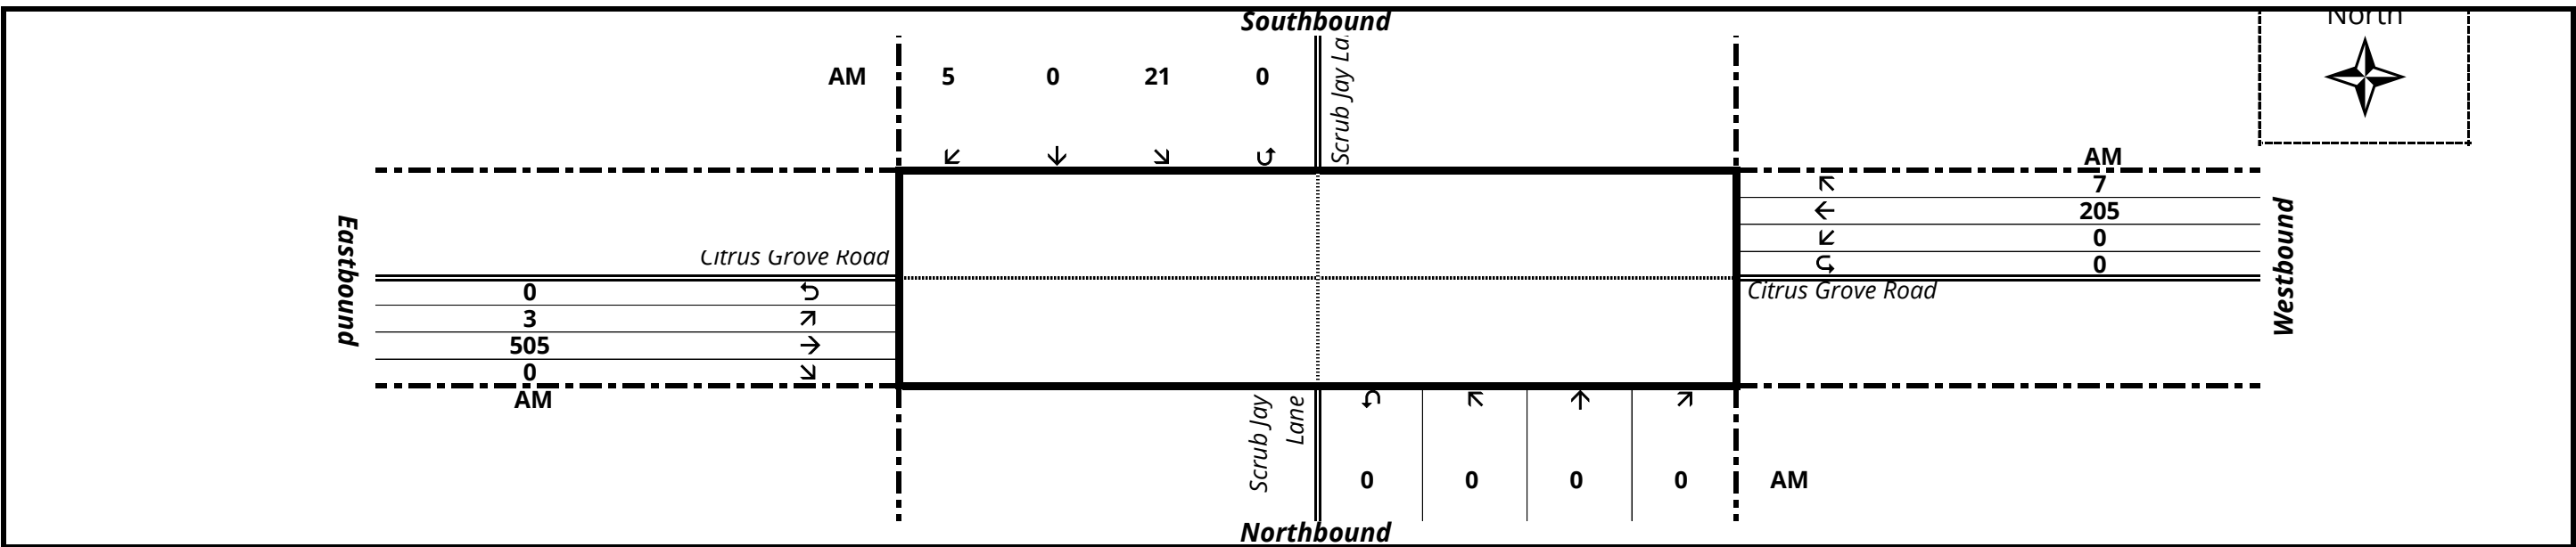 Southbound
North
Scrub Jay La
AM 5 0 21 0
AM
7
205
0
0
Eastbound
Westbound
Citrus Grove Road
Citrus Grove Road
0
3
505
0
AM
Scrub Jay
Lane
0 0 0 0 AM
Northbound